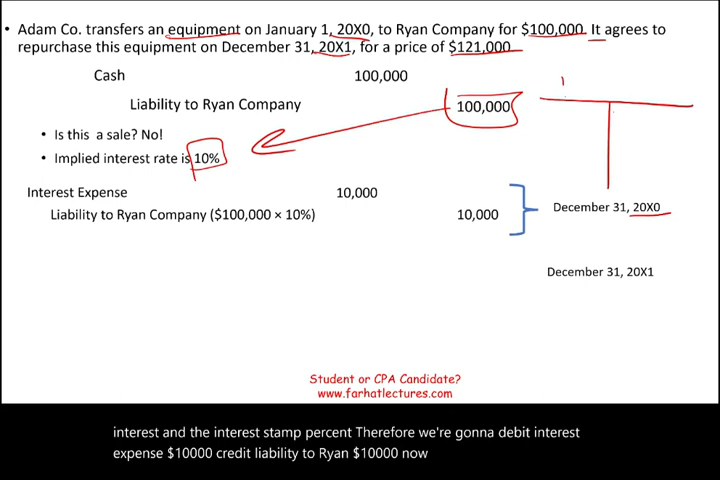 • Adam Co. transfers an equipment on January 1, 20X0, to Ryan Company for $100,000. It agrees to
repurchase this equipment on December 31, 20X1, for a price of $121,000
Cash 100,000
Liability to Ryan Company 100,000
• Is this a sale? No!
• Implied interest rate is 10%
Interest Expense 10,000
Liability to Ryan Company ($100,000 × 10%) 10,000
December 31, 20X0
December 31, 20X1
Student or CPA Candidate?
www.farhatlectures.com
interest and the interest stamp percent Therefore we're gonna debit interest
expense $10000 credit liability to Ryan $10000 now